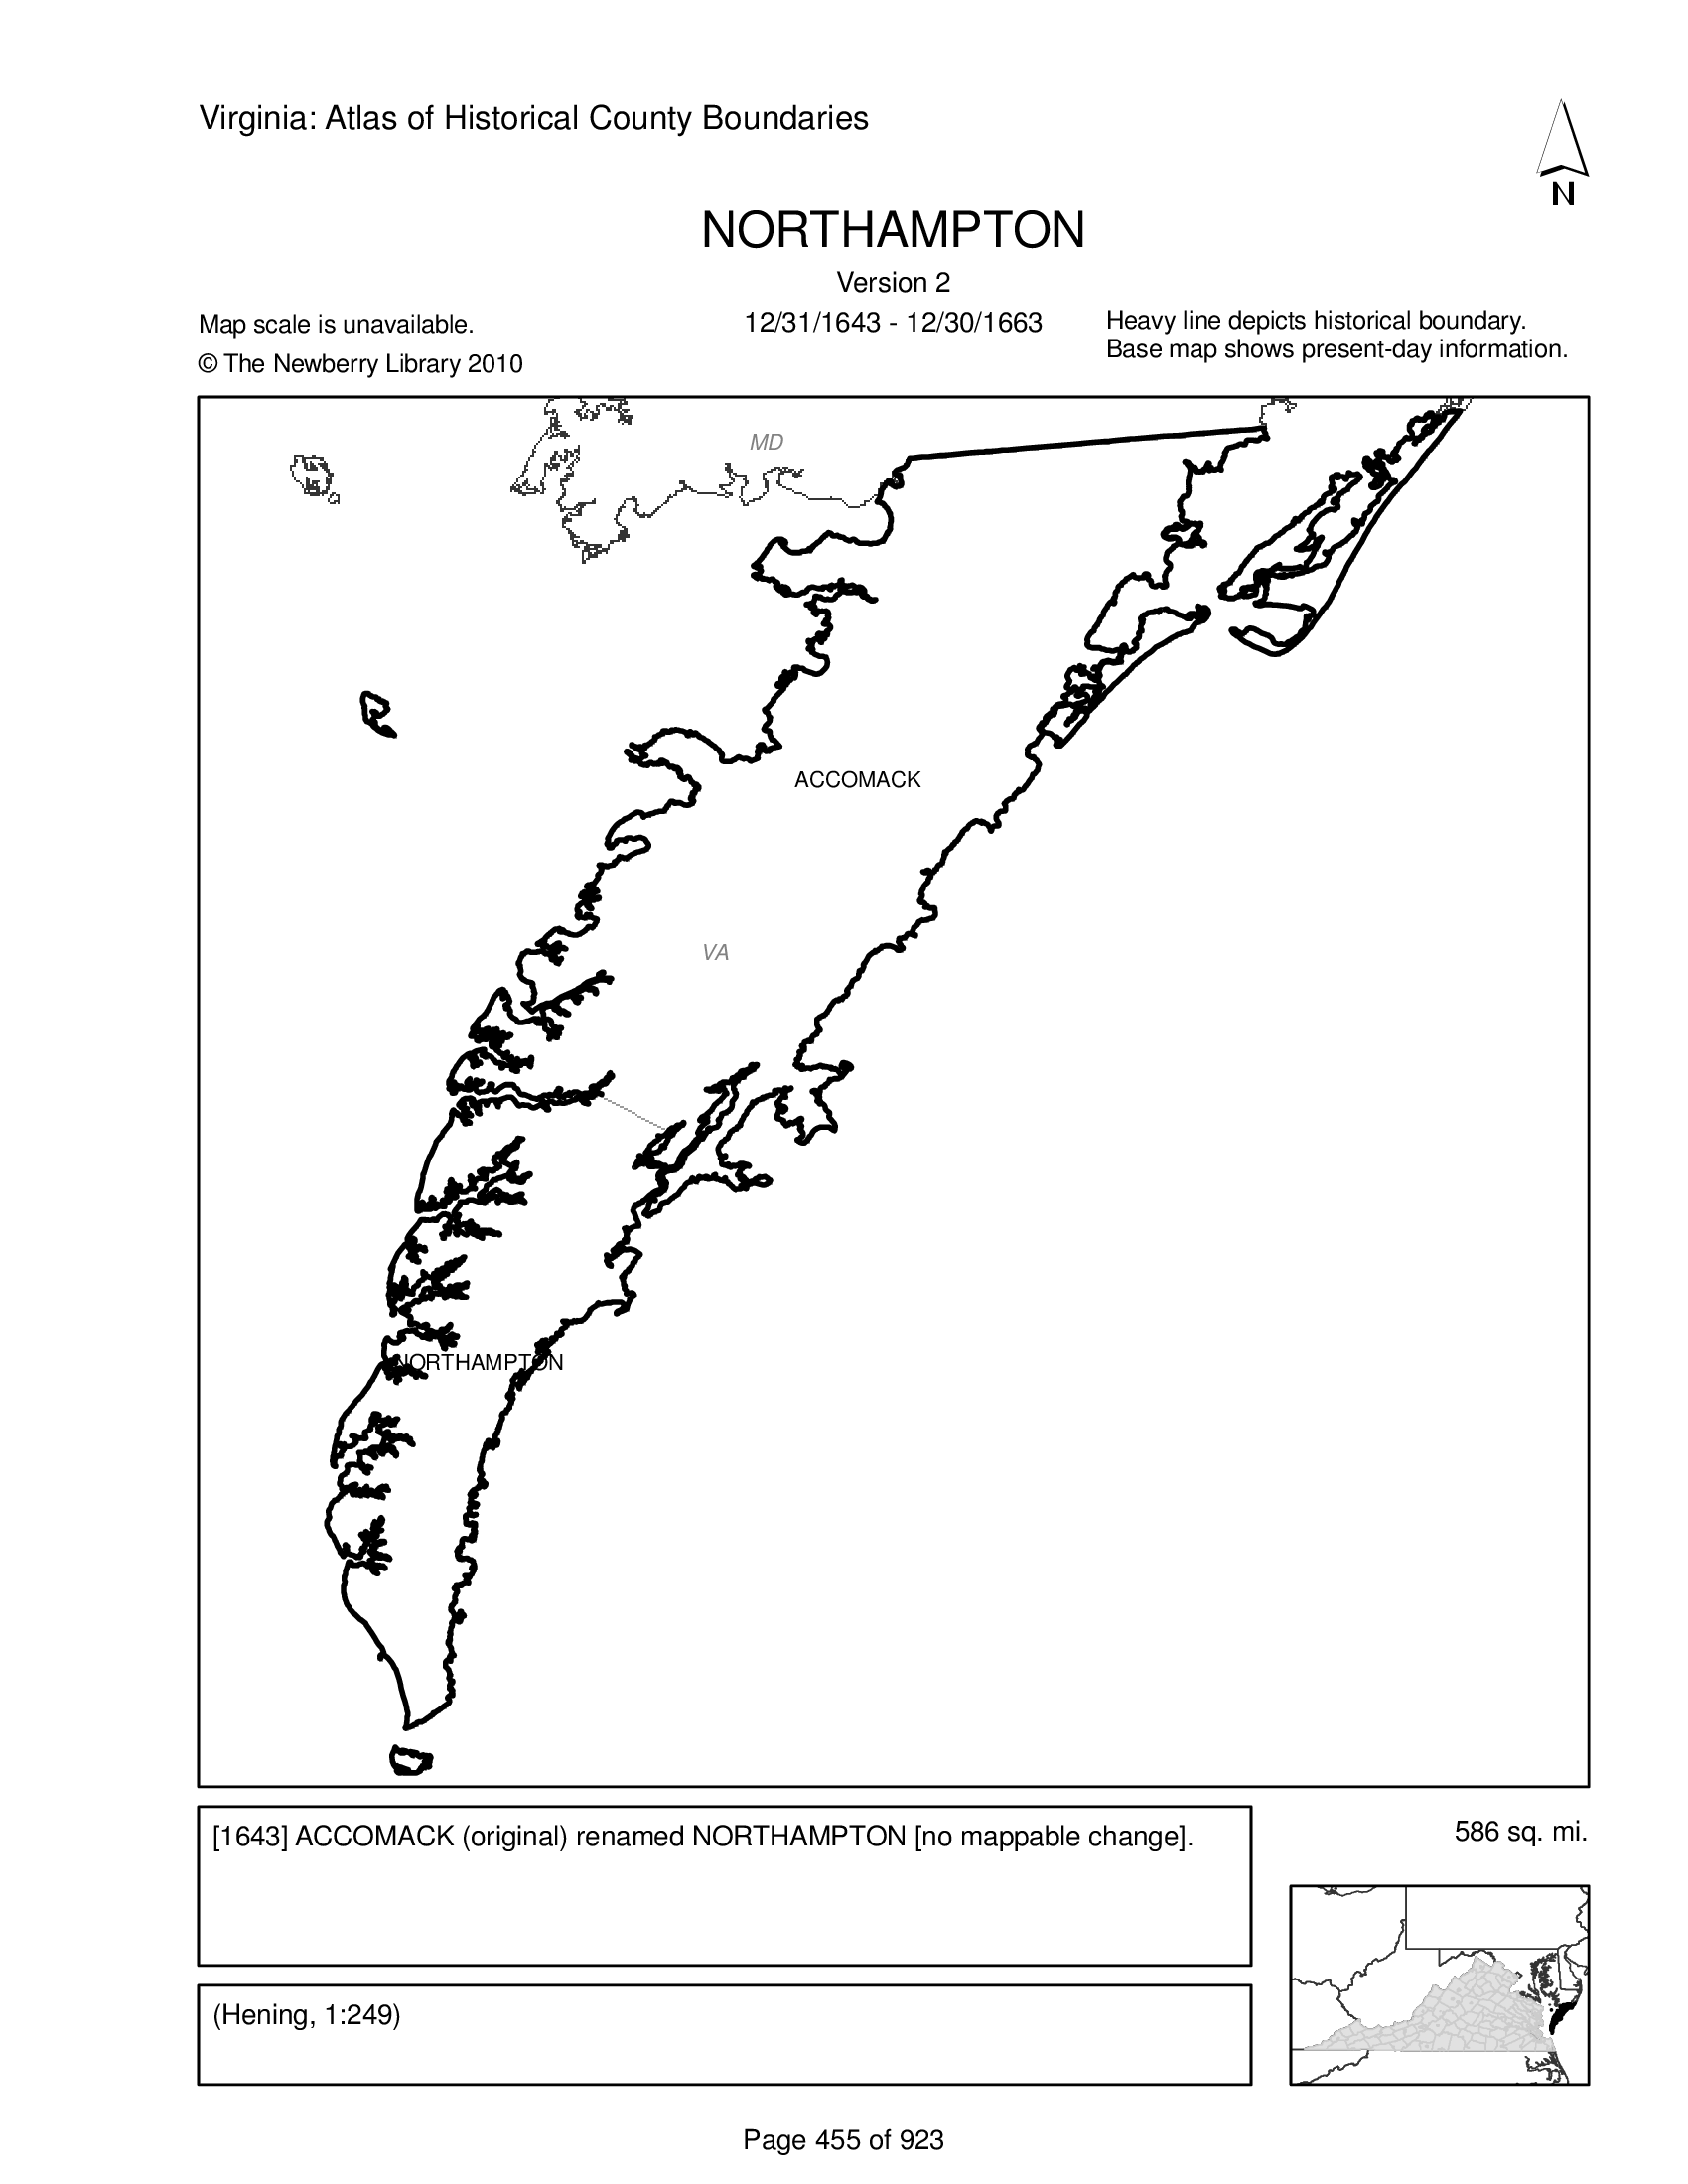 Virginia: Atlas of Historical County Boundaries
N
NORTHAMPTON
Version 2
Map scale is unavailable.
12/31/1643 - 12/30/1663
Heavy line depicts historical boundary.
© The Newberry Library 2010
Base map shows present-day information.
MD
ACCOMACK
VA
NORTHAMPTON
[1643] ACCOMACK (original) renamed NORTHAMPTON [no mappable change].
586 sq. mi.
(Hening, 1:249)
Page 455 of 923